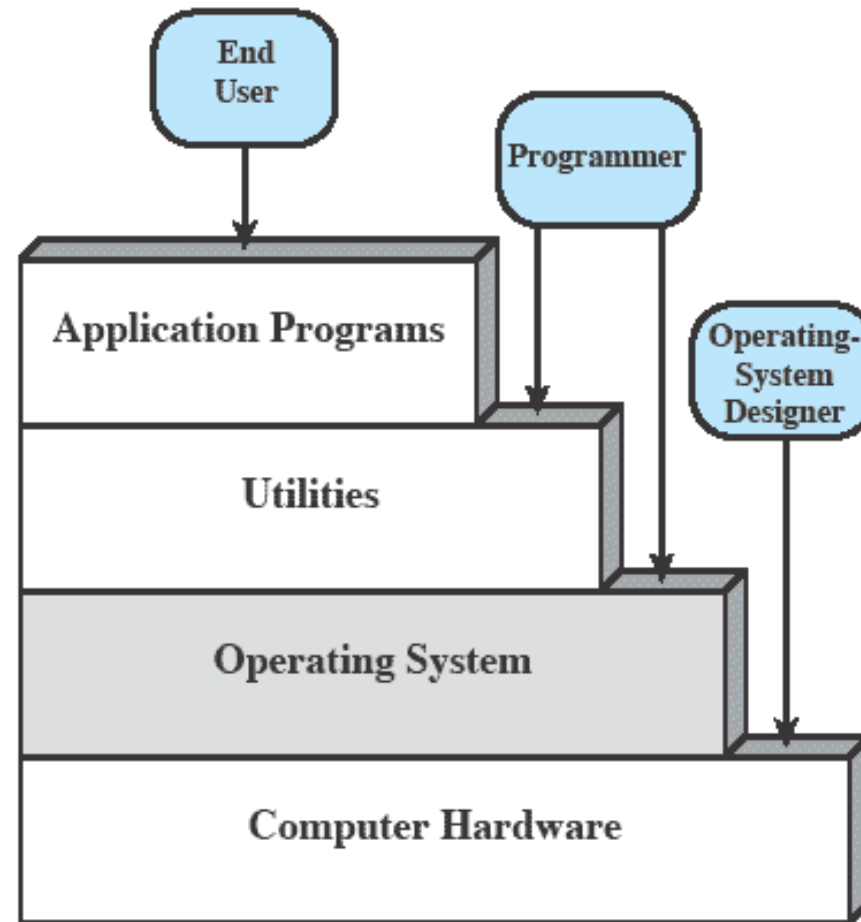 End
User
Programmer
Application Programs
Operating-
System
Designer
Utilities
Operating System
Computer Hardware